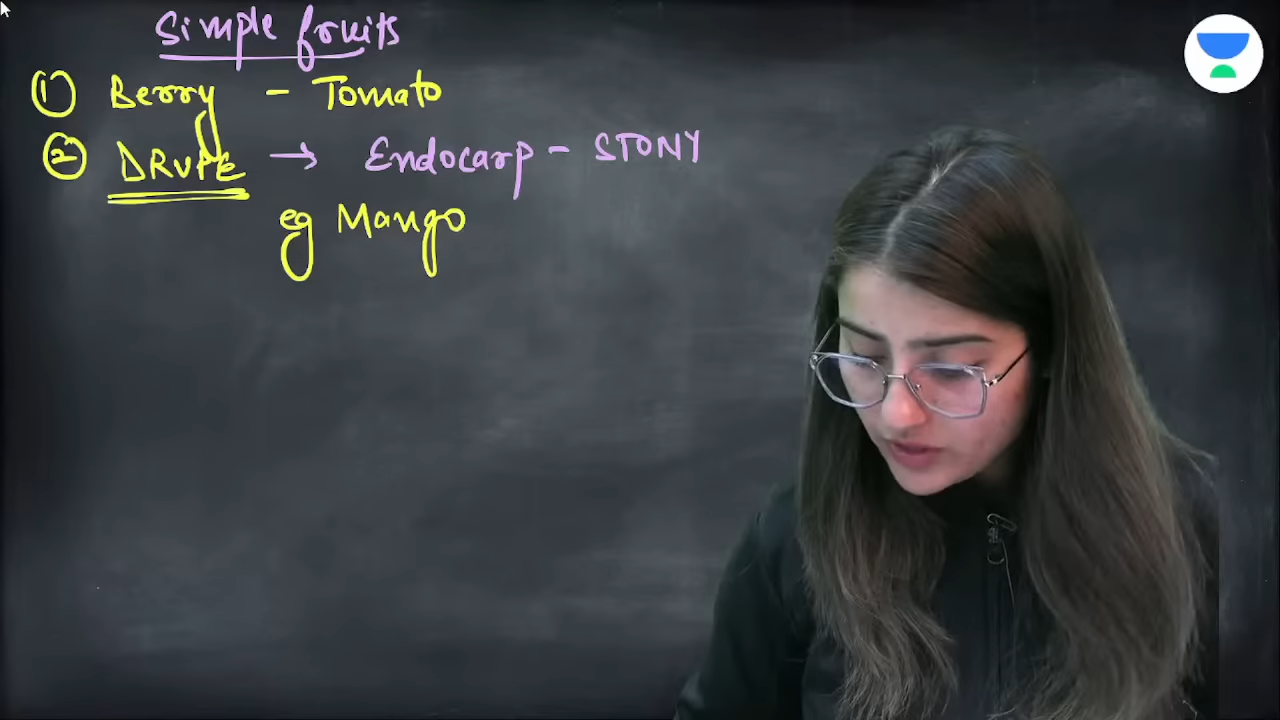 Simple fruits
① Berry - Tomato
② DRUPE → Endocarp - STONY
eg Mango